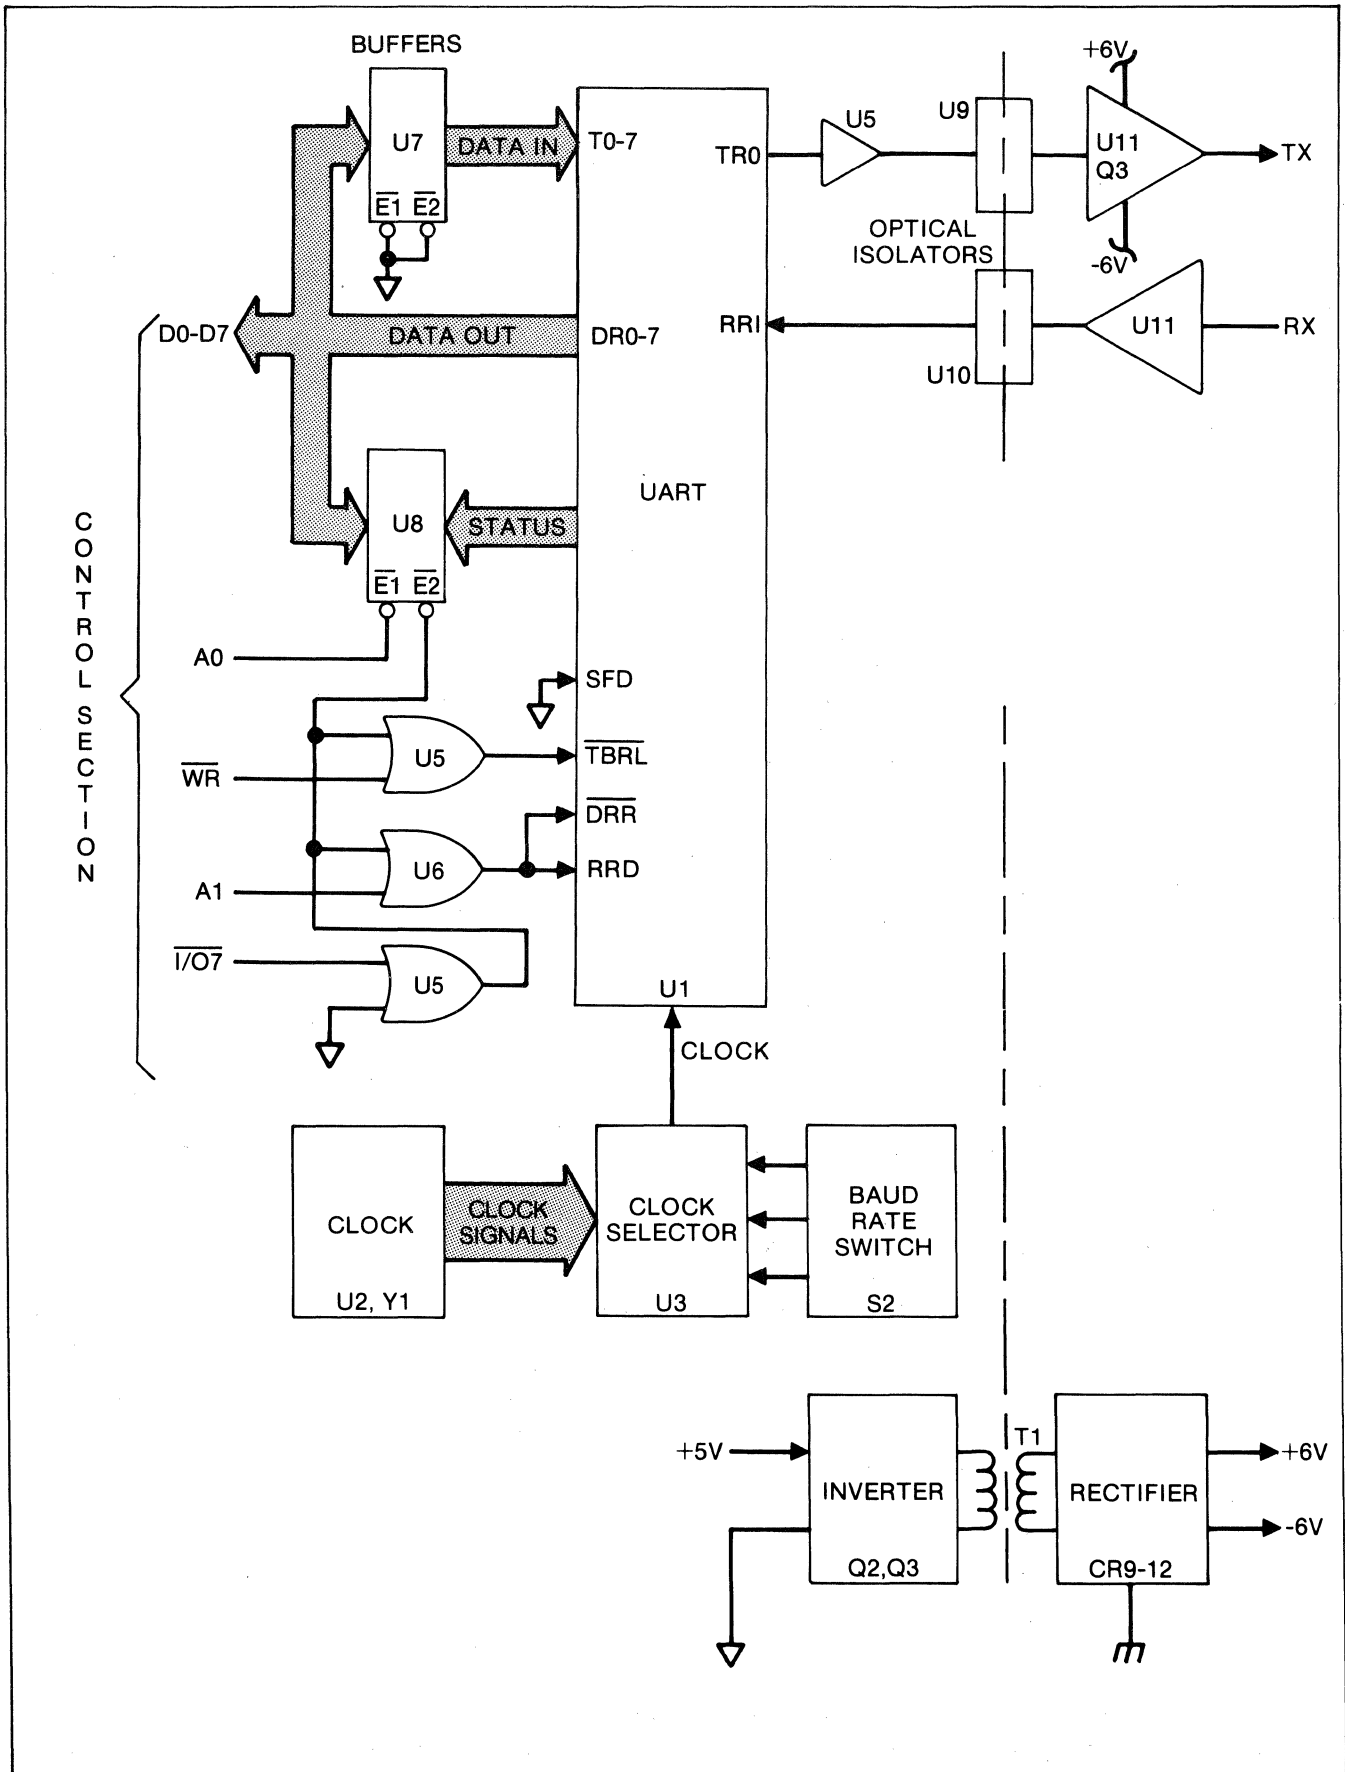 BUFFERS
U7
E1 E2
DATA IN
T0-7
TR0
U5
U9
+6V
U11
Q3
-6V
TX
OPTICAL
ISOLATORS
D0-D7
DATA OUT
DR0-7
RRI
U10
U11
RX
UART
U8
E1 E2
STATUS
CONTROL SECTION
A0
SFD
WR
U5
TBRL
DRR
A1
U6
RRD
I/O7
U5
U1
CLOCK
CLOCK
U2, Y1
CLOCK
SIGNALS
CLOCK
SELECTOR
U3
BAUD
RATE
SWITCH
S2
+5V
INVERTER
Q2,Q3
T1
RECTIFIER
CR9-12
+6V
-6V